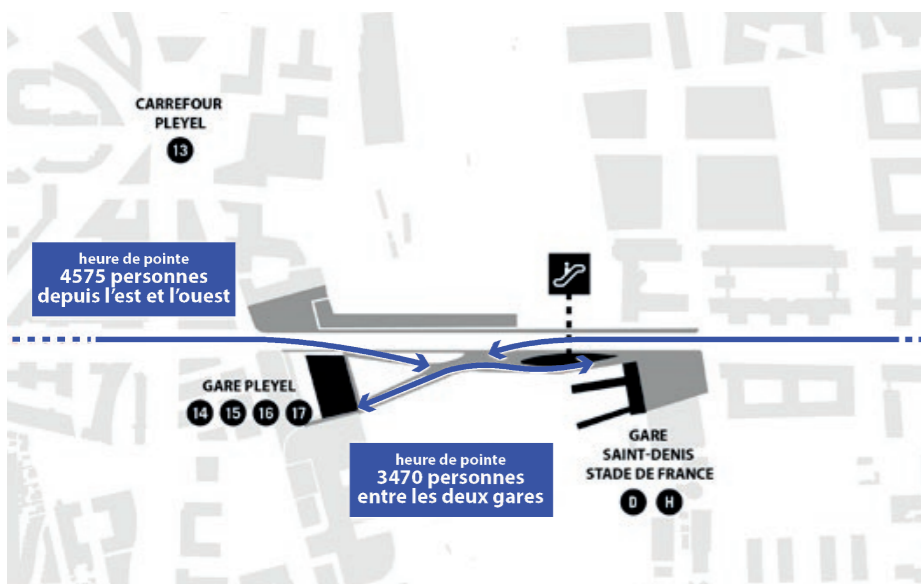 CARREFOUR
PLEYEL
13
heure de pointe
4575 personnes
depuis l'est et l'ouest
GARE PLEYEL
14 15 16 17
heure de pointe
3470 personnes
entre les deux gares
GARE
SAINT-DENIS
STADE DE FRANCE
D H